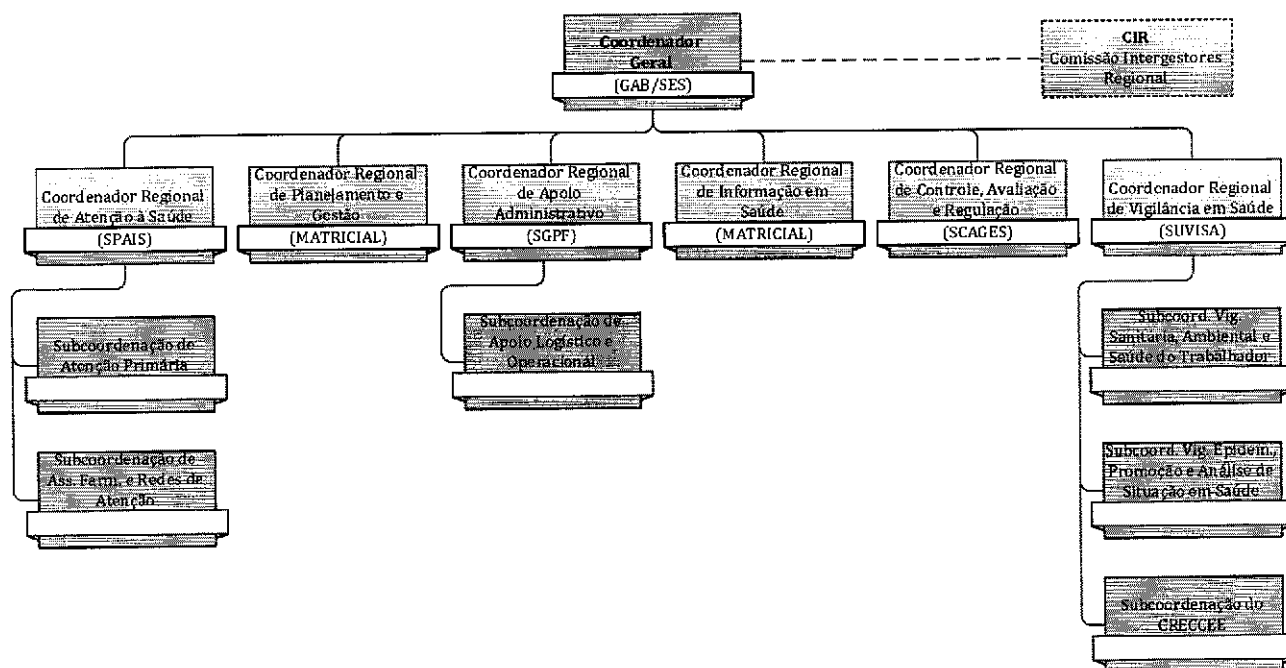 Coordenador
Geral
(GAB/SES)
CIR
Comissão Intergestores
Regional
Coordenador Regional
de Atenção à Saúde
(SPAIS)
Coordenador Regional
de Planejamento e
Gestão
(MATRICIAL)
Coordenador Regional
de Apoio
Administrativo
(SGPF)
Coordenador Regional
de Informação em
Saúde
(MATRICIAL)
Coordenador Regional
de Controle, Avaliação
e Regulação
(SCAGES)
Coordenador Regional
de Vigilância em Saúde
(SUVISA)
Subcoordenação de
Atenção Primária
Subcoordenação de
Ass. Farm. e Redes de
Atenção
Subcoordenação de
Apoio Logístico e
Operacional
Subcoord. Vig.
Sanitária, Ambiental e
Saúde do Trabalhador
Subcoord. Vig. Epidem.,
Promoção e Análise de
Situação em Saúde
Subcoordenação do